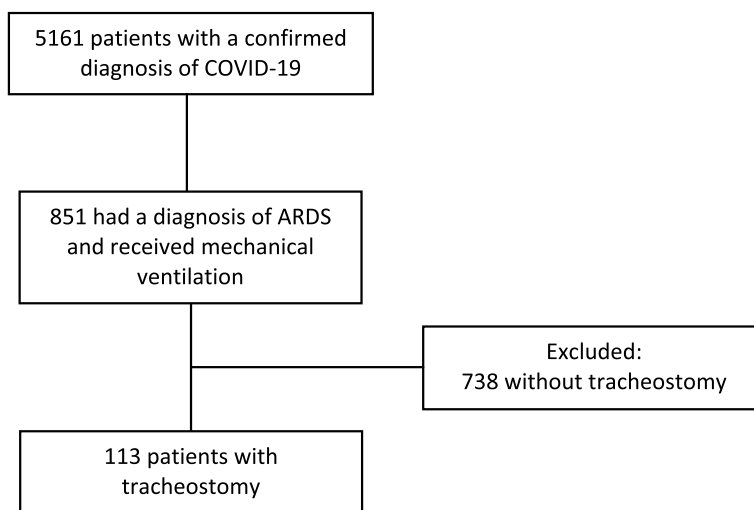 5161 patients with a confirmed
diagnosis of COVID-19
851 had a diagnosis of ARDS
and received mechanical
ventilation
Excluded:
738 without tracheostomy
113 patients with
tracheostomy